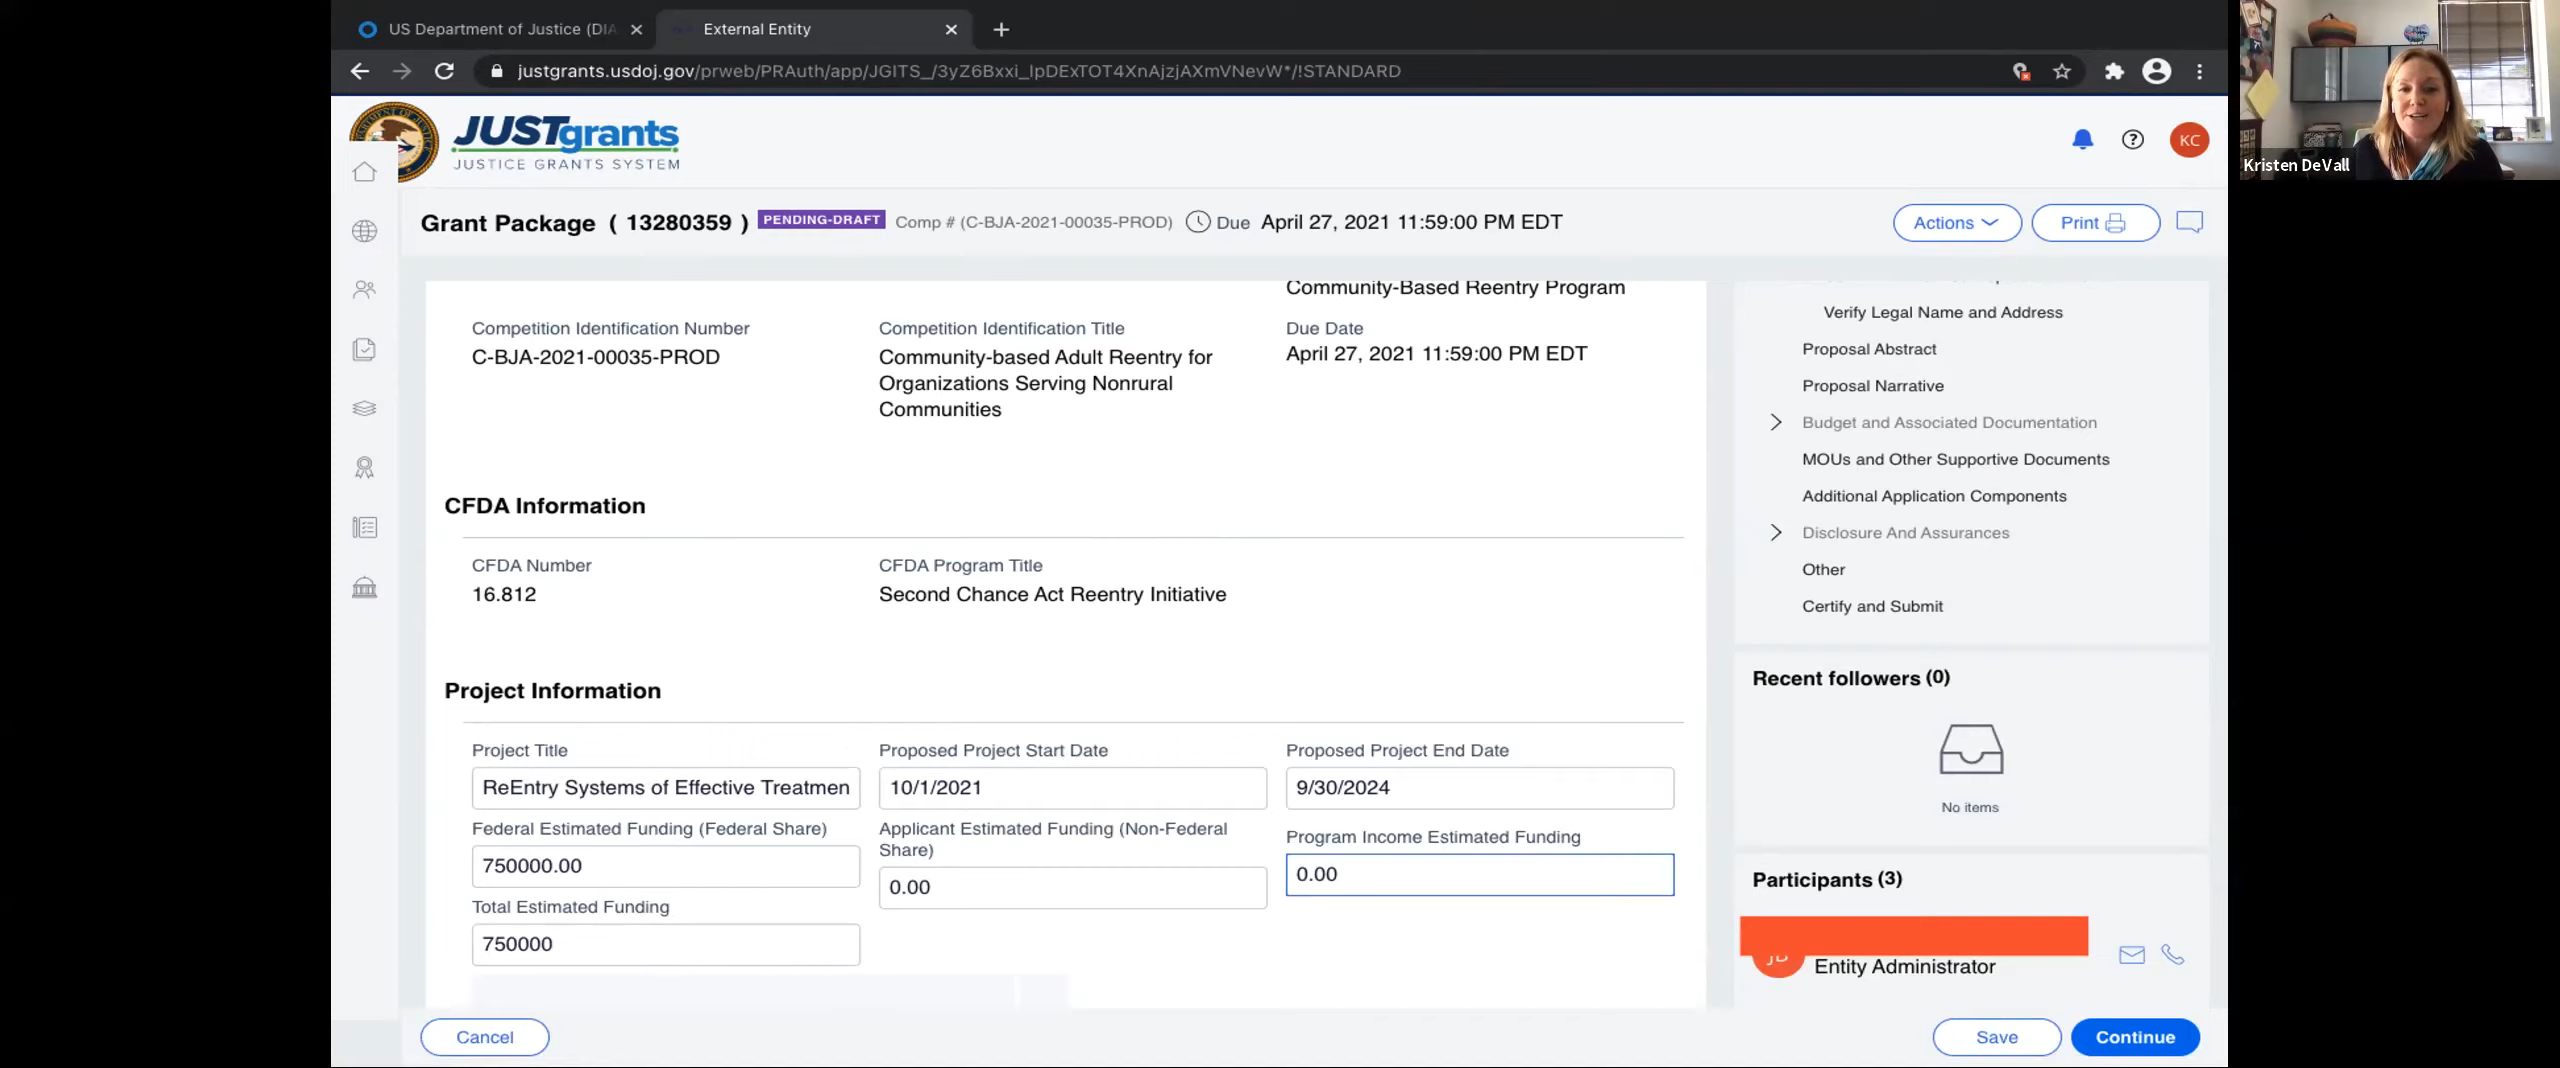 US Department of Justice (DIA
External Entity
justgrants.usdoj.gov/prweb/PRAuth/app/JGITS_/3yZ6Bxxi_IpDExTOT4XnAjzjAXmVNevW*/!STANDARD
Kristen DeVall
JUSTgrants
JUSTICE GRANTS SYSTEM
KC
Grant Package ( 13280359 ) PENDING-DRAFT Comp # (C-BJA-2021-00035-PROD) Due April 27, 2021 11:59:00 PM EDT
Actions
Print
Community-Based Reentry Program
Competition Identification Number
C-BJA-2021-00035-PROD
Competition Identification Title
Community-based Adult Reentry for
Organizations Serving Nonrural
Communities
Due Date
April 27, 2021 11:59:00 PM EDT
CFDA Information
CFDA Number
16.812
CFDA Program Title
Second Chance Act Reentry Initiative
Project Information
Project Title
ReEntry Systems of Effective Treatmen
Proposed Project Start Date
10/1/2021
Proposed Project End Date
9/30/2024
Federal Estimated Funding (Federal Share)
750000.00
Applicant Estimated Funding (Non-Federal
Share)
0.00
Program Income Estimated Funding
0.00
Total Estimated Funding
750000
Verify Legal Name and Address
Proposal Abstract
Proposal Narrative
Budget and Associated Documentation
MOUs and Other Supportive Documents
Additional Application Components
Disclosure And Assurances
Other
Certify and Submit
Recent followers (0)
No items
Participants (3)
Entity Administrator
Cancel
Save
Continue